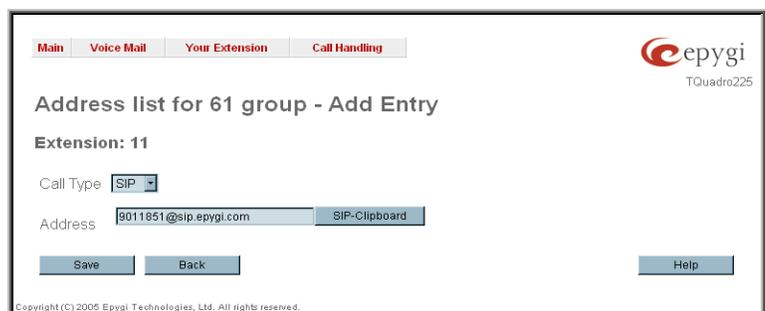 Main Voice Mail Your Extension Call Handling
epygi
TQuadro225
Address list for 61 group - Add Entry
Extension: 11
Call Type SIP
Address 9011851@sip.epygi.com SIP-Clipboard
Save Back Help
Copyright (C) 2005 Epygi Technologies, Ltd. All rights reserved.